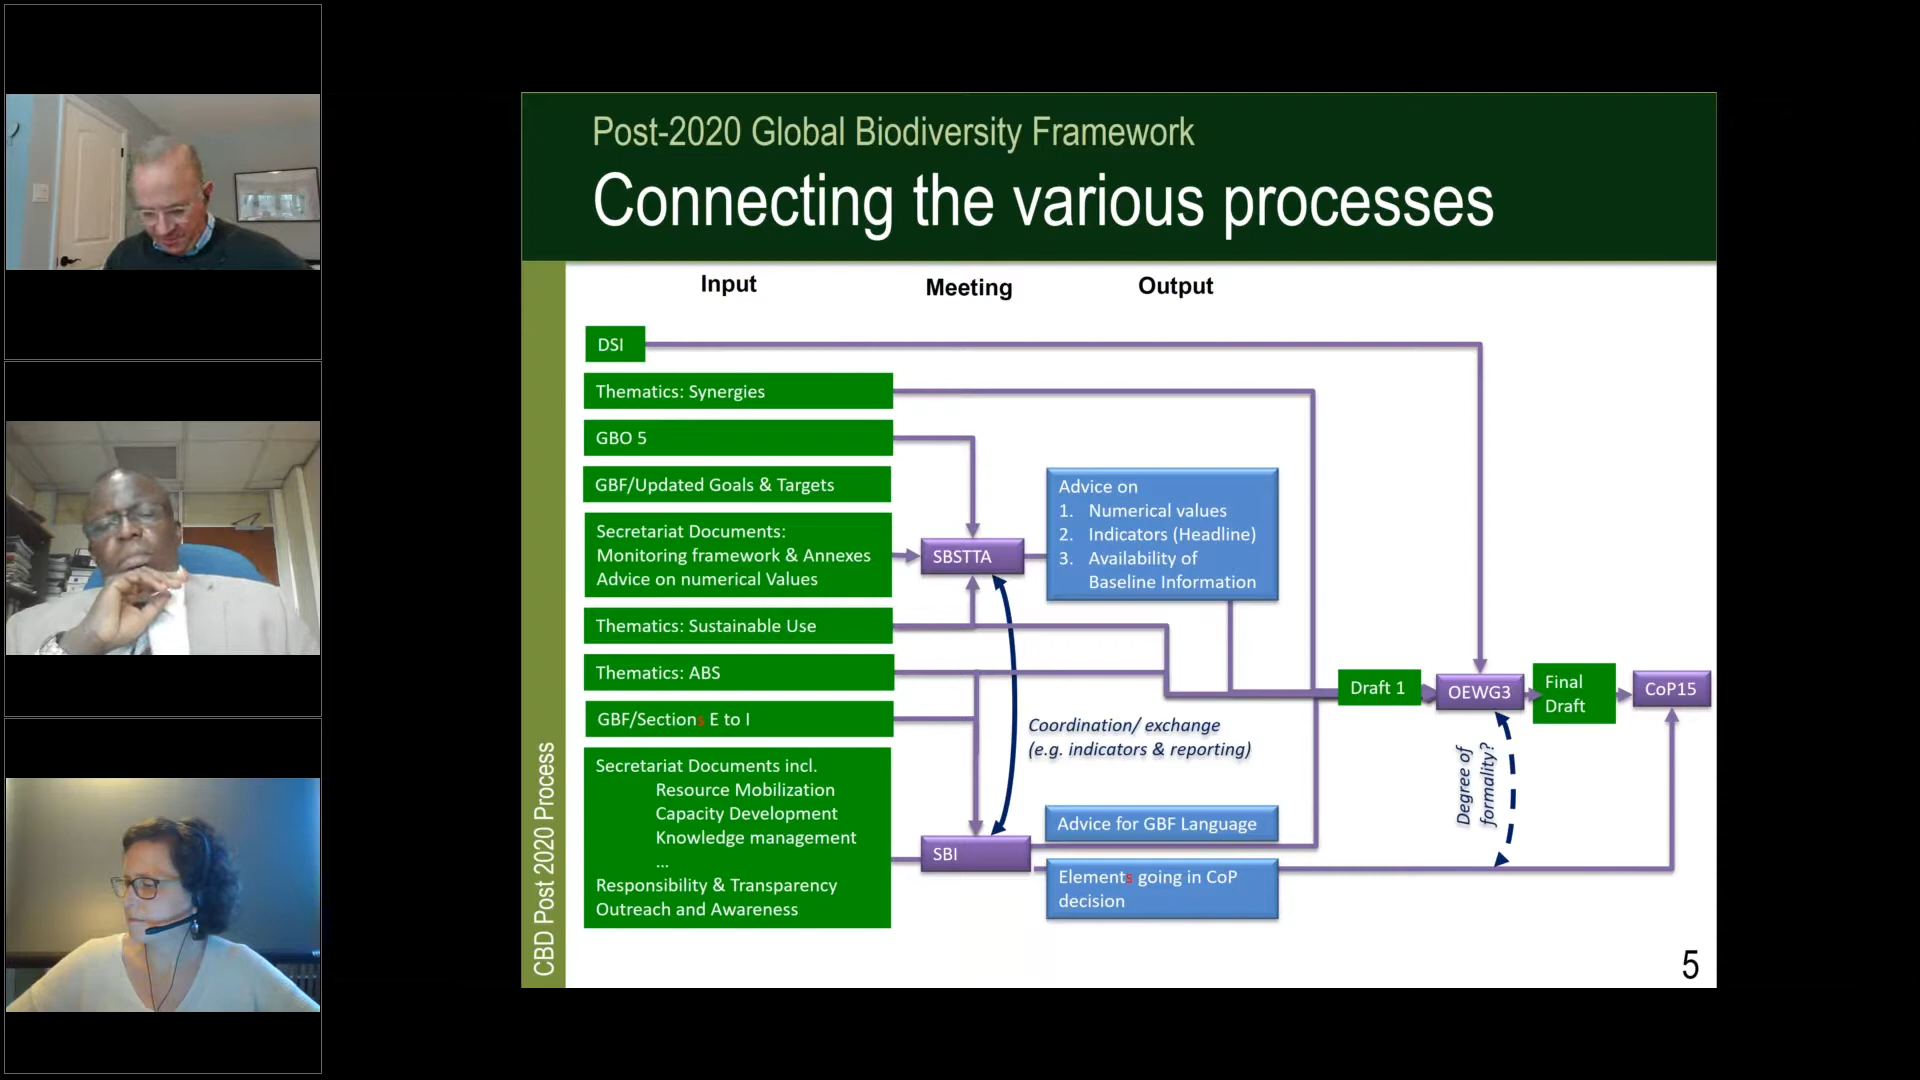 Post-2020 Global Biodiversity Framework
Connecting the various processes
Input
Meeting
Output
DSI
Thematics: Synergies
GBO 5
GBF/Updated Goals & Targets
Secretariat Documents:
Monitoring framework & Annexes
Advice on numerical Values
Thematics: Sustainable Use
Thematics: ABS
GBF/Sections E to I
Secretariat Documents incl.
Resource Mobilization
Capacity Development
Knowledge management
...
Responsibility & Transparency
Outreach and Awareness
SBSTTA
SBI
Advice on
1. Numerical values
2. Indicators (Headline)
3. Availability of
Baseline Information
Coordination/ exchange
(e.g. indicators & reporting)
Advice for GBF Language
Elements going in CoP
decision
Draft 1
OEWG3
Final
Draft
CoP15
Degree of
formality?
CBD Post 2020 Process
5